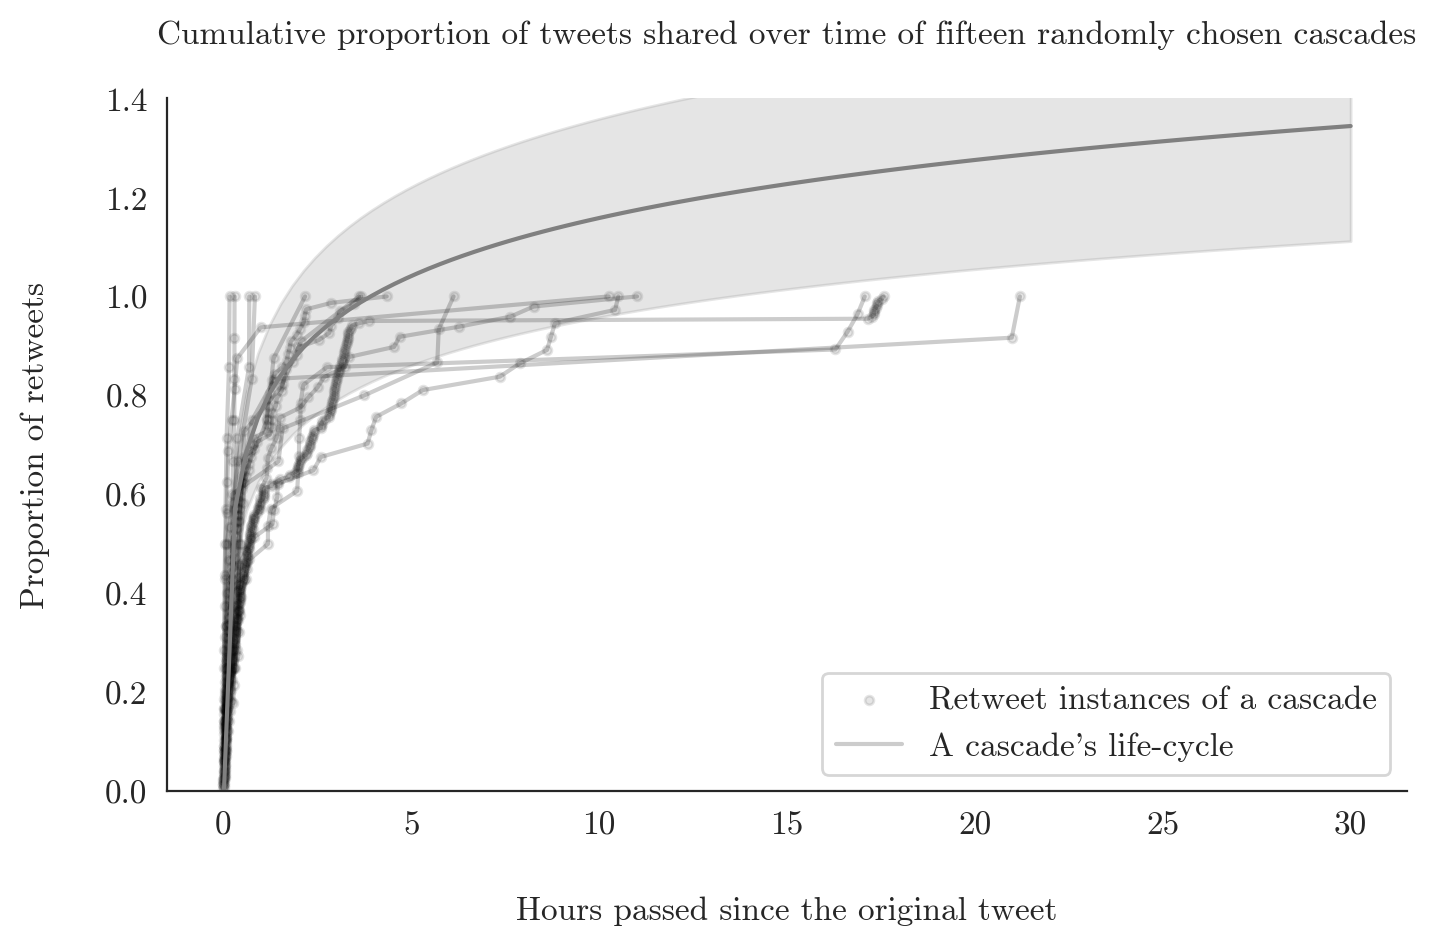 Cumulative proportion of tweets shared over time of fifteen randomly chosen cascades
1.4
1.2
1.0
0.8
0.6
0.4
0.2
0.0
Proportion of retweets
Retweet instances of a cascade
A cascade's life-cycle
0 5 10 15 20 25 30
Hours passed since the original tweet